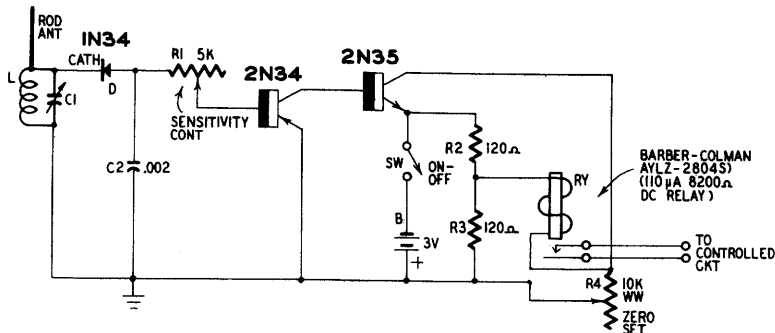 ROD
ANT
1N34
CATH
D
L
C1
R1 5K
SENSITIVITY
CONT
2N34
2N35
C2 .002
SW
ON-
OFF
B
3V
+
R2
120Ω
R3
120Ω
RY
BARBER-COLMAN
AYLZ-2804S)
(110μA 8200Ω
DC RELAY)
TO
CONTROLLED
CKT
R4
10K
WW
ZERO
SET